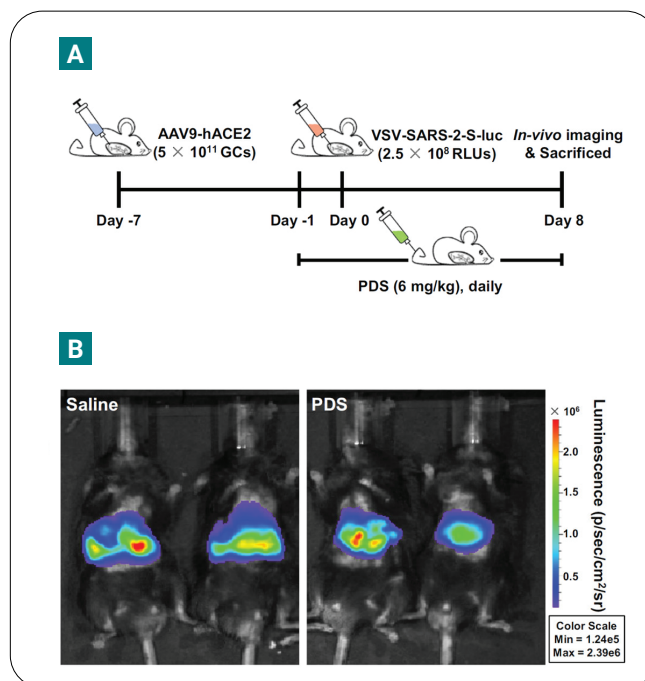 A
AAV9-hACE2
(5 × 10¹¹ GCs)
VSV-SARS-2-S-luc
(2.5 × 10⁸ RLUs)
In-vivo imaging
& Sacrificed
Day -7
Day -1
Day 0
Day 8
PDS (6 mg/kg), daily
B
Saline
PDS
× 10⁶
2.0
1.5
1.0
0.5
Luminescence (p/sec/cm²/sr)
Color Scale
Min = 1.24e5
Max = 2.39e6